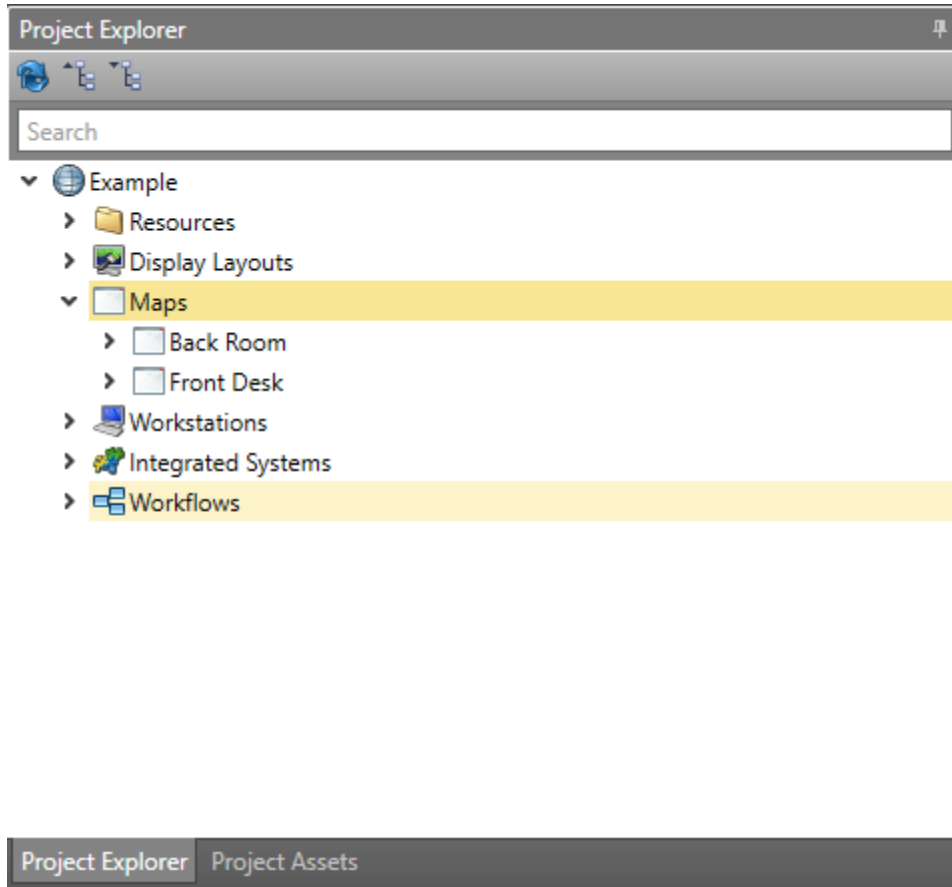 Project Explorer
Search
Example
Resources
Display Layouts
Maps
Back Room
Front Desk
Workstations
Integrated Systems
Workflows
Project Explorer Project Assets